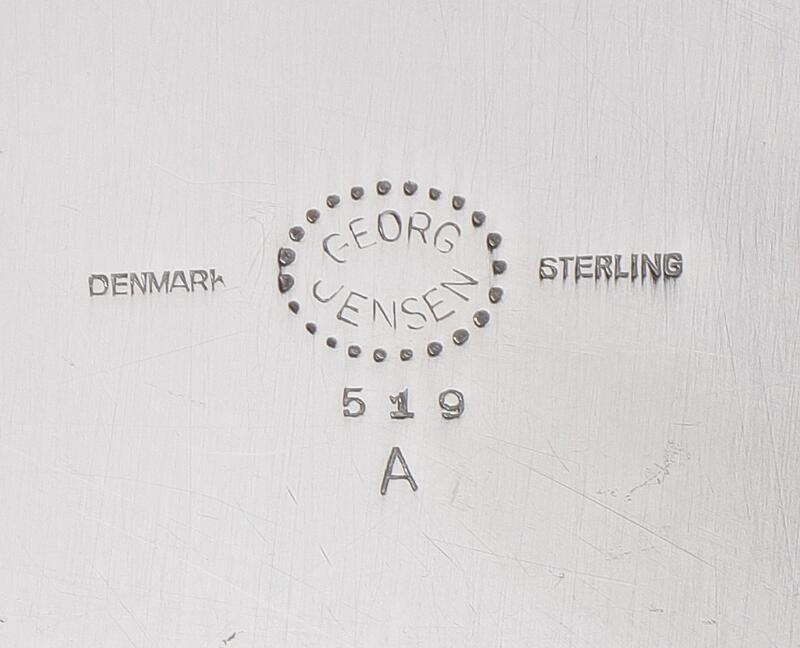 GEORG
JENSEN
DENMARK STERLING
519
A